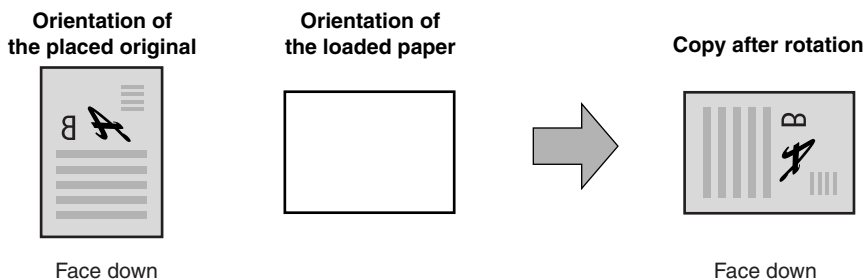 Orientation of
the placed original
Orientation of
the loaded paper
Copy after rotation
B
B
Face down
Face down